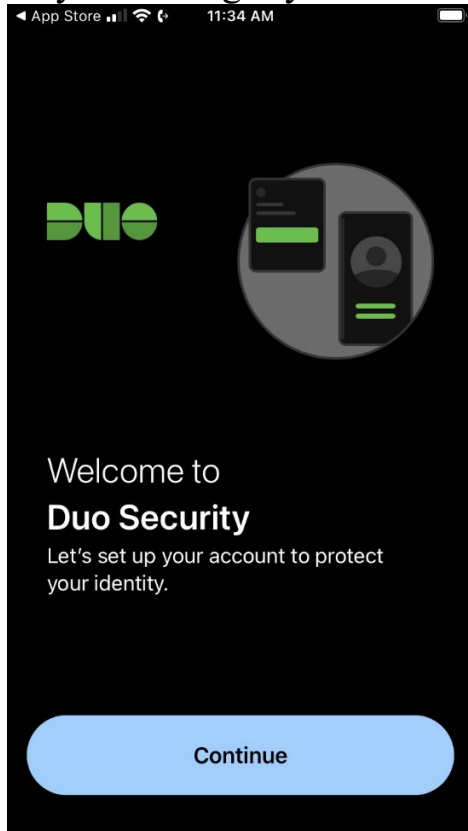 App Store
11:34 AM
DUO
Welcome to
Duo Security
Let's set up your account to protect
your identity.
Continue